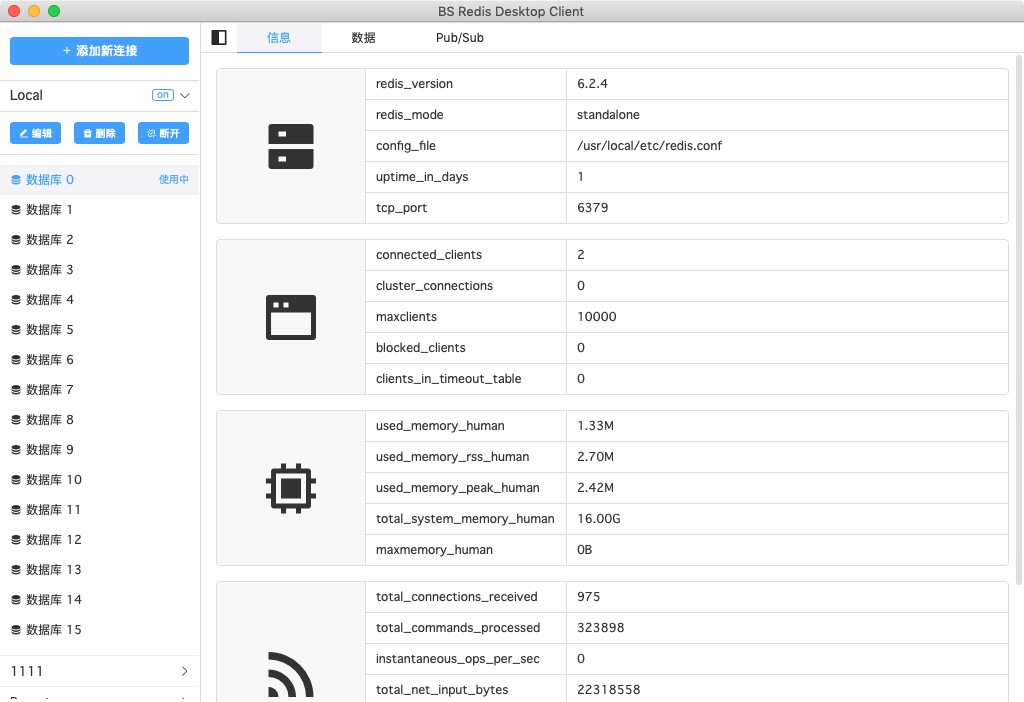 BS Redis Desktop Client
+ 添加新连接
Local
on
编辑
删除
断开
数据库 0
使用中
数据库 1
数据库 2
数据库 3
数据库 4
数据库 5
数据库 6
数据库 7
数据库 8
数据库 9
数据库 10
数据库 11
数据库 12
数据库 13
数据库 14
数据库 15
1111
信息
数据
Pub/Sub
redis_version 6.2.4
redis_mode standalone
config_file /usr/local/etc/redis.conf
uptime_in_days 1
tcp_port 6379
connected_clients 2
cluster_connections 0
maxclients 10000
blocked_clients 0
clients_in_timeout_table 0
used_memory_human 1.33M
used_memory_rss_human 2.70M
used_memory_peak_human 2.42M
total_system_memory_human 16.00G
maxmemory_human 0B
total_connections_received 975
total_commands_processed 323898
instantaneous_ops_per_sec 0
total_net_input_bytes 22318558